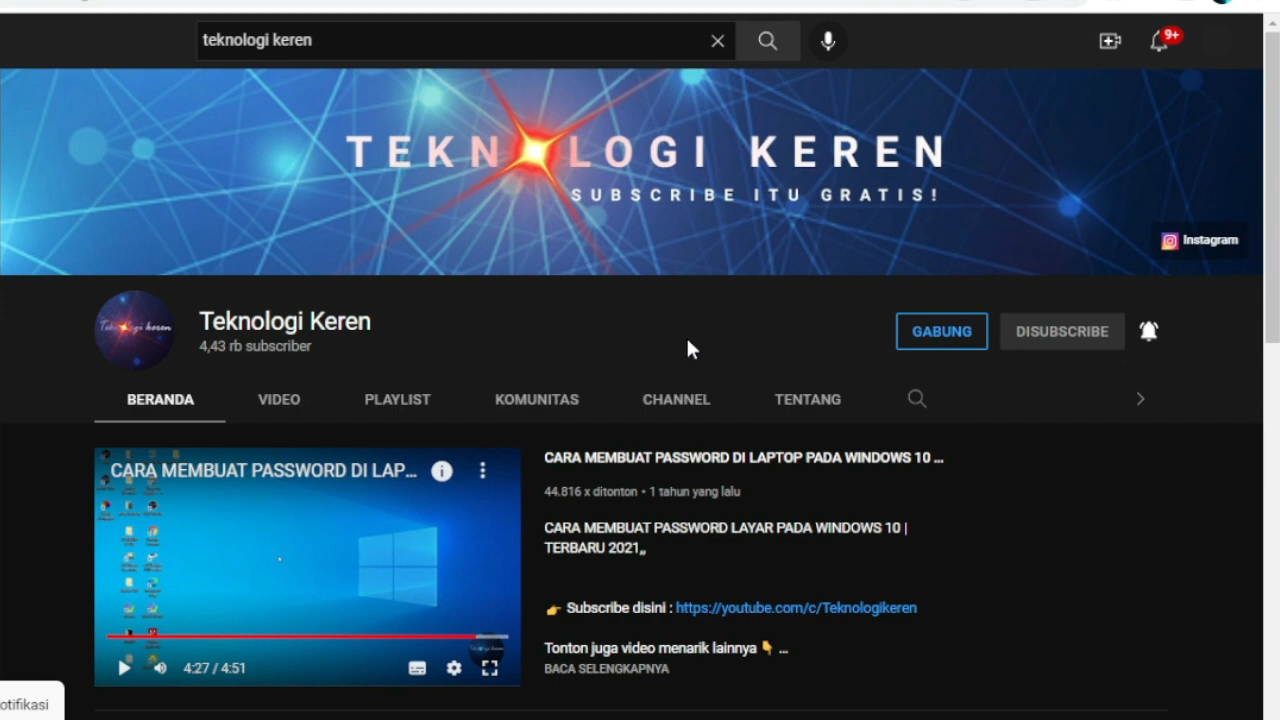 teknologi keren
9+
TEKNOLOGI KEREN
SUBSCRIBE ITU GRATIS!
Instagram
Teknologi keren
Teknologi Keren
4,43 rb subscriber
GABUNG
DISUBSCRIBE
BERANDA VIDEO PLAYLIST KOMUNITAS CHANNEL TENTANG
CARA MEMBUAT PASSWORD DI LAP...
CARA MEMBUAT PASSWORD DI LAPTOP PADA WINDOWS 10 ...
44.816 x ditonton • 1 tahun yang lalu
CARA MEMBUAT PASSWORD LAYAR PADA WINDOWS 10 |
TERBARU 2021,,
👉 Subscribe disini : https://youtube.com/c/Teknologikeren
Tonton juga video menarik lainnya 👇 ...
BACA SELENGKAPNYA
4:27 / 4:51
otifikasi